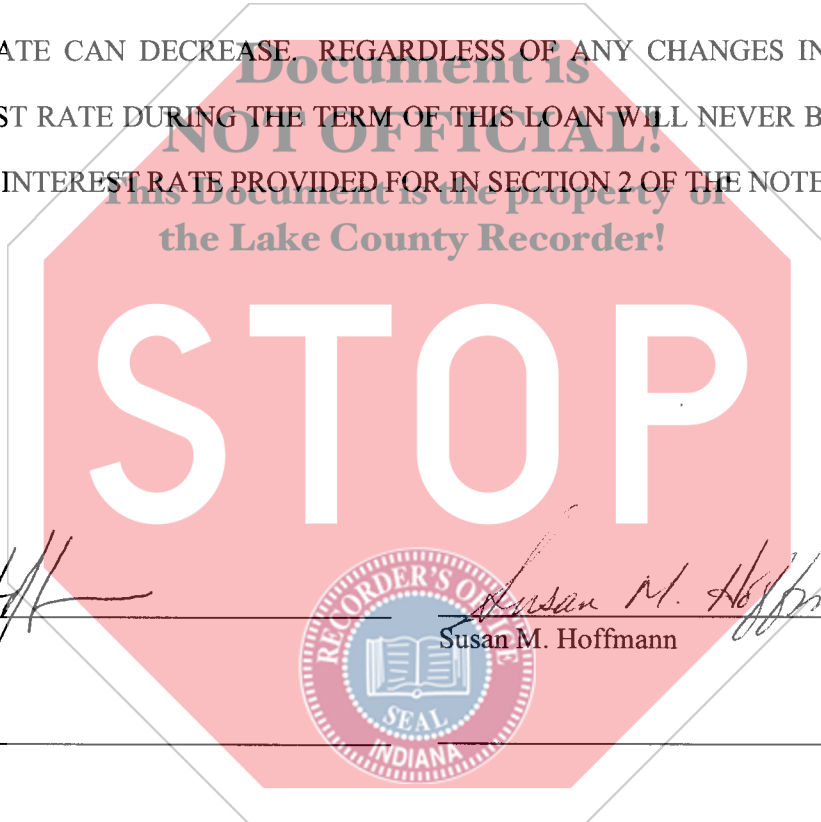 ATE CAN DECREASE. REGARDLESS OF ANY CHANGES IN
Document is
ST RATE DURING THE TERM OF THIS LOAN WILL NEVER B
NOT OFFICIAL!
INTEREST RATE PROVIDED FOR IN SECTION 2 OF THE NOTE
This Document is the property of
the Lake County Recorder!
STOP
Susan M. Hoffmann
Susan M. Hoffmann
RECORDER'S OFFICE
SEAL
INDIANA